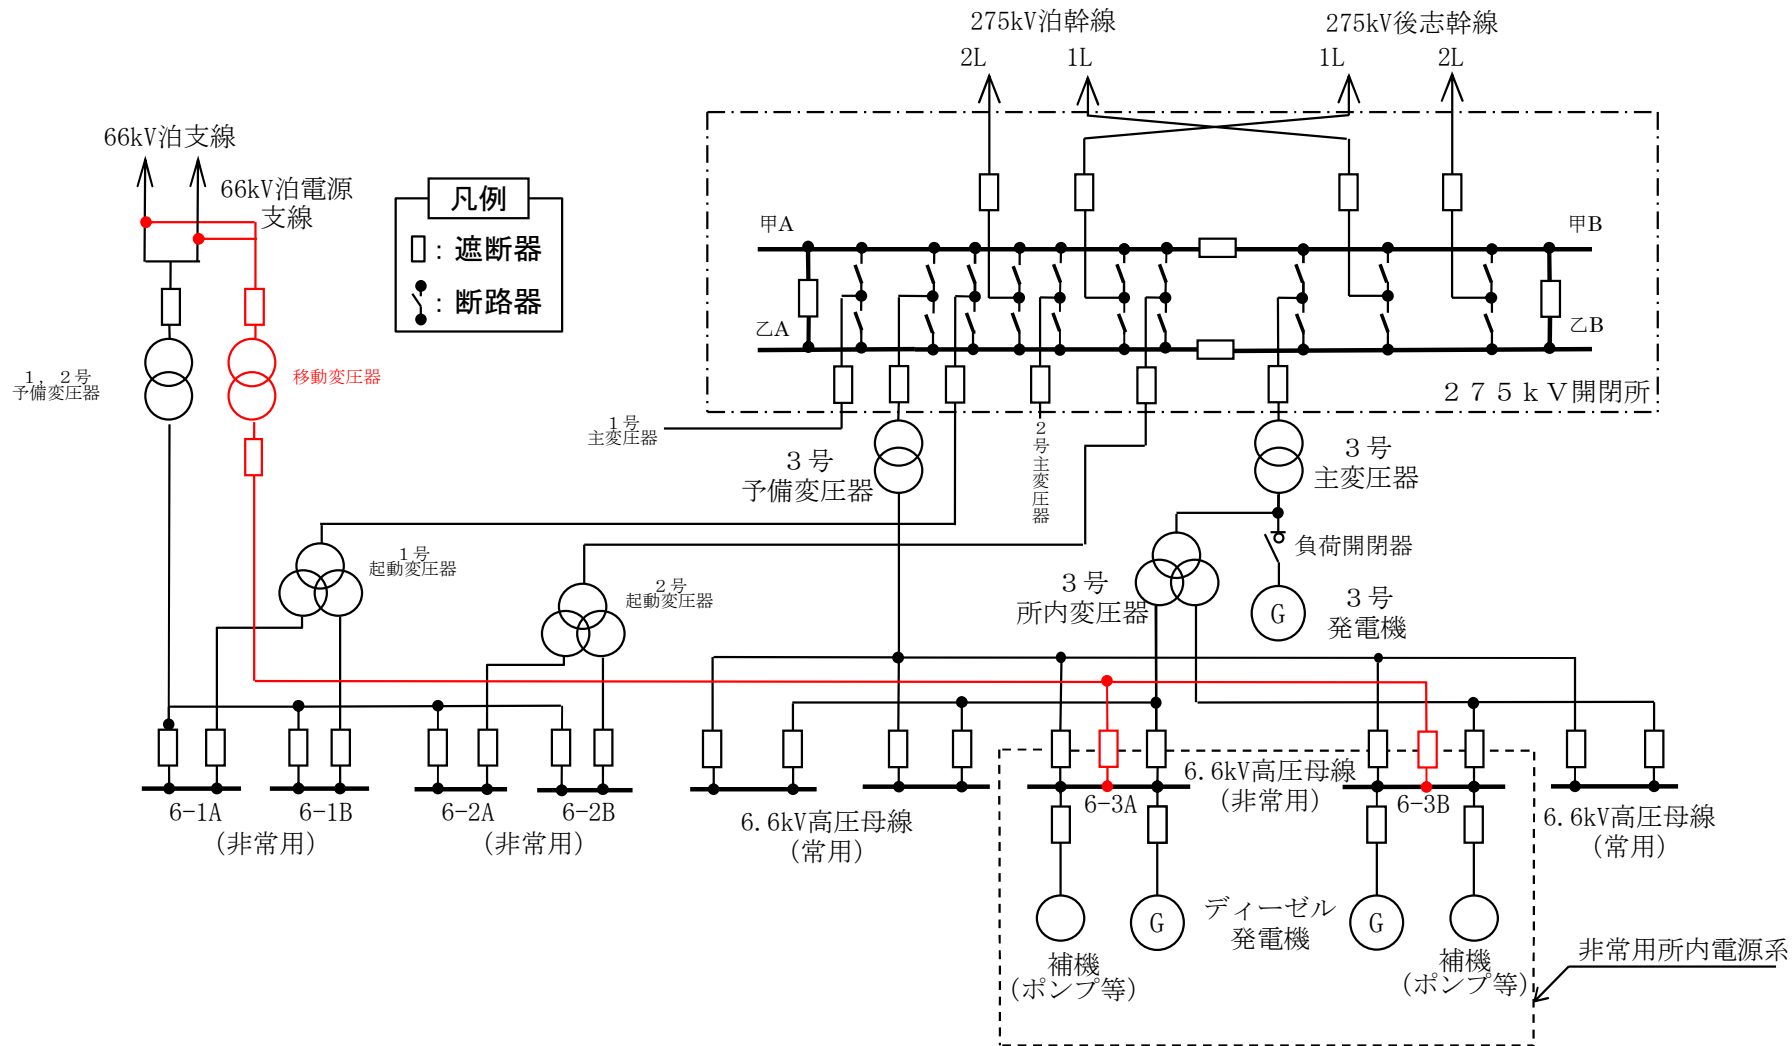 275kV泊幹線
275kV後志幹線
2L
1L
1L
2L
66kV泊支線
66kV泊電源
支線
凡例
：遮断器
：断路器
甲A
甲B
乙A
乙B
２７５ｋＶ開閉所
１，２号
予備変圧器
移動変圧器
１号
主変圧器
３号
予備変圧器
２号主変圧器
３号
主変圧器
負荷開閉器
１号
起動変圧器
２号
起動変圧器
３号
所内変圧器
G
３号
発電機
6-1A
6-1B
(非常用)
6-2A
6-2B
(非常用)
6.6kV高圧母線
(常用)
6-3A
6.6kV高圧母線
(非常用)
6-3B
6.6kV高圧母線
(常用)
G
ディーゼル
発電機
G
補機
(ポンプ等)
補機
(ポンプ等)
非常用所内電源系